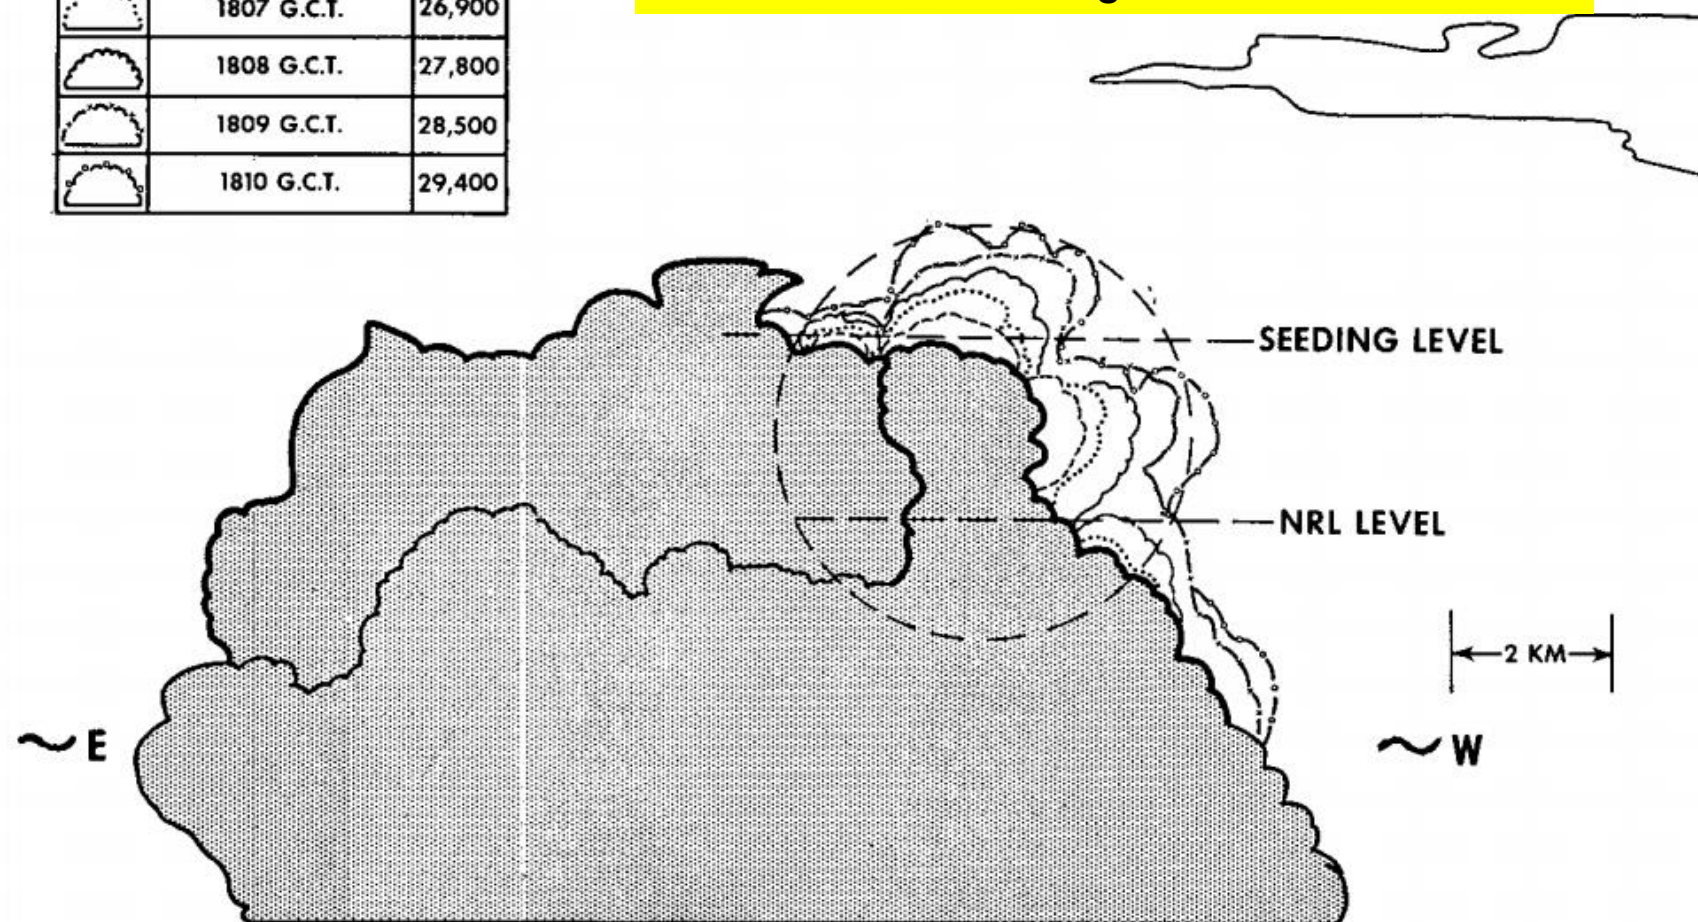 1807 G.C.T. 26,900
1808 G.C.T. 27,800
1809 G.C.T. 28,500
1810 G.C.T. 29,400
SEEDING LEVEL
NRL LEVEL
2 KM
~ E
~ W